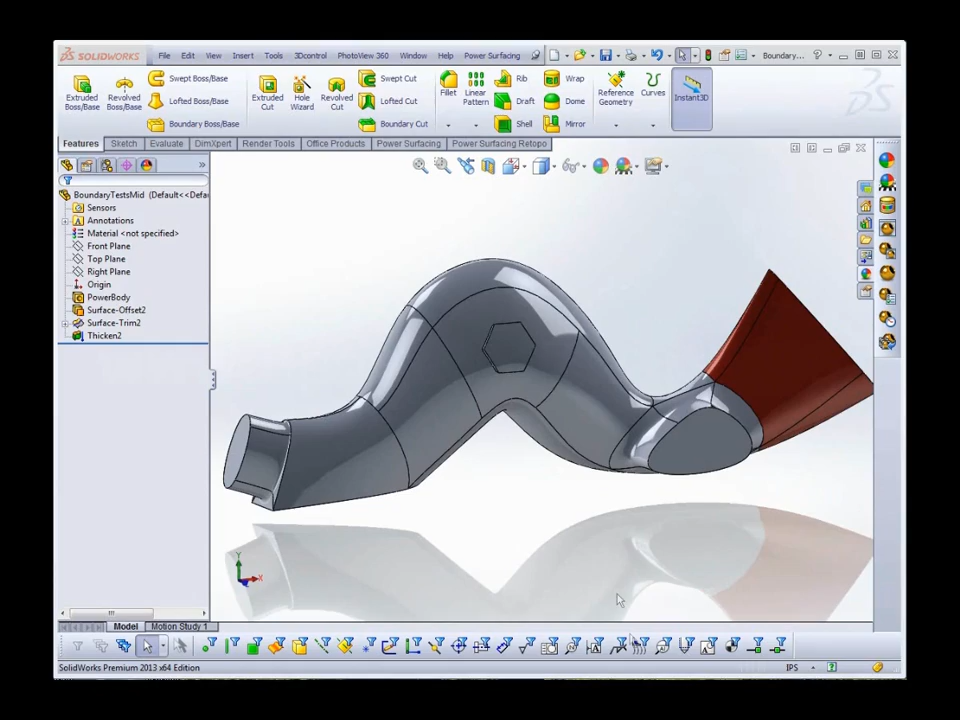 SOLIDWORKS File Edit View Insert Tools 3Dcontrol PhotoView 360 Window Help Power Surfacing Boundary...
Extruded Boss/Base
Revolved Boss/Base
Swept Boss/Base
Lofted Boss/Base
Boundary Boss/Base
Extruded Cut
Hole Wizard
Revolved Cut
Swept Cut
Lofted Cut
Boundary Cut
Fillet
Linear Pattern
Rib
Draft
Shell
Wrap
Dome
Mirror
Reference Geometry
Curves
Instant3D
Features Sketch Evaluate DimXpert Render Tools Office Products Power Surfacing Power Surfacing Retopo
BoundaryTestsMid (Default<<Defau
Sensors
Annotations
Material <not specified>
Front Plane
Top Plane
Right Plane
Origin
PowerBody
Surface-Offset2
Surface-Trim2
Thicken2
Y
X
Model Motion Study 1
SolidWorks Premium 2013 x64 Edition IPS